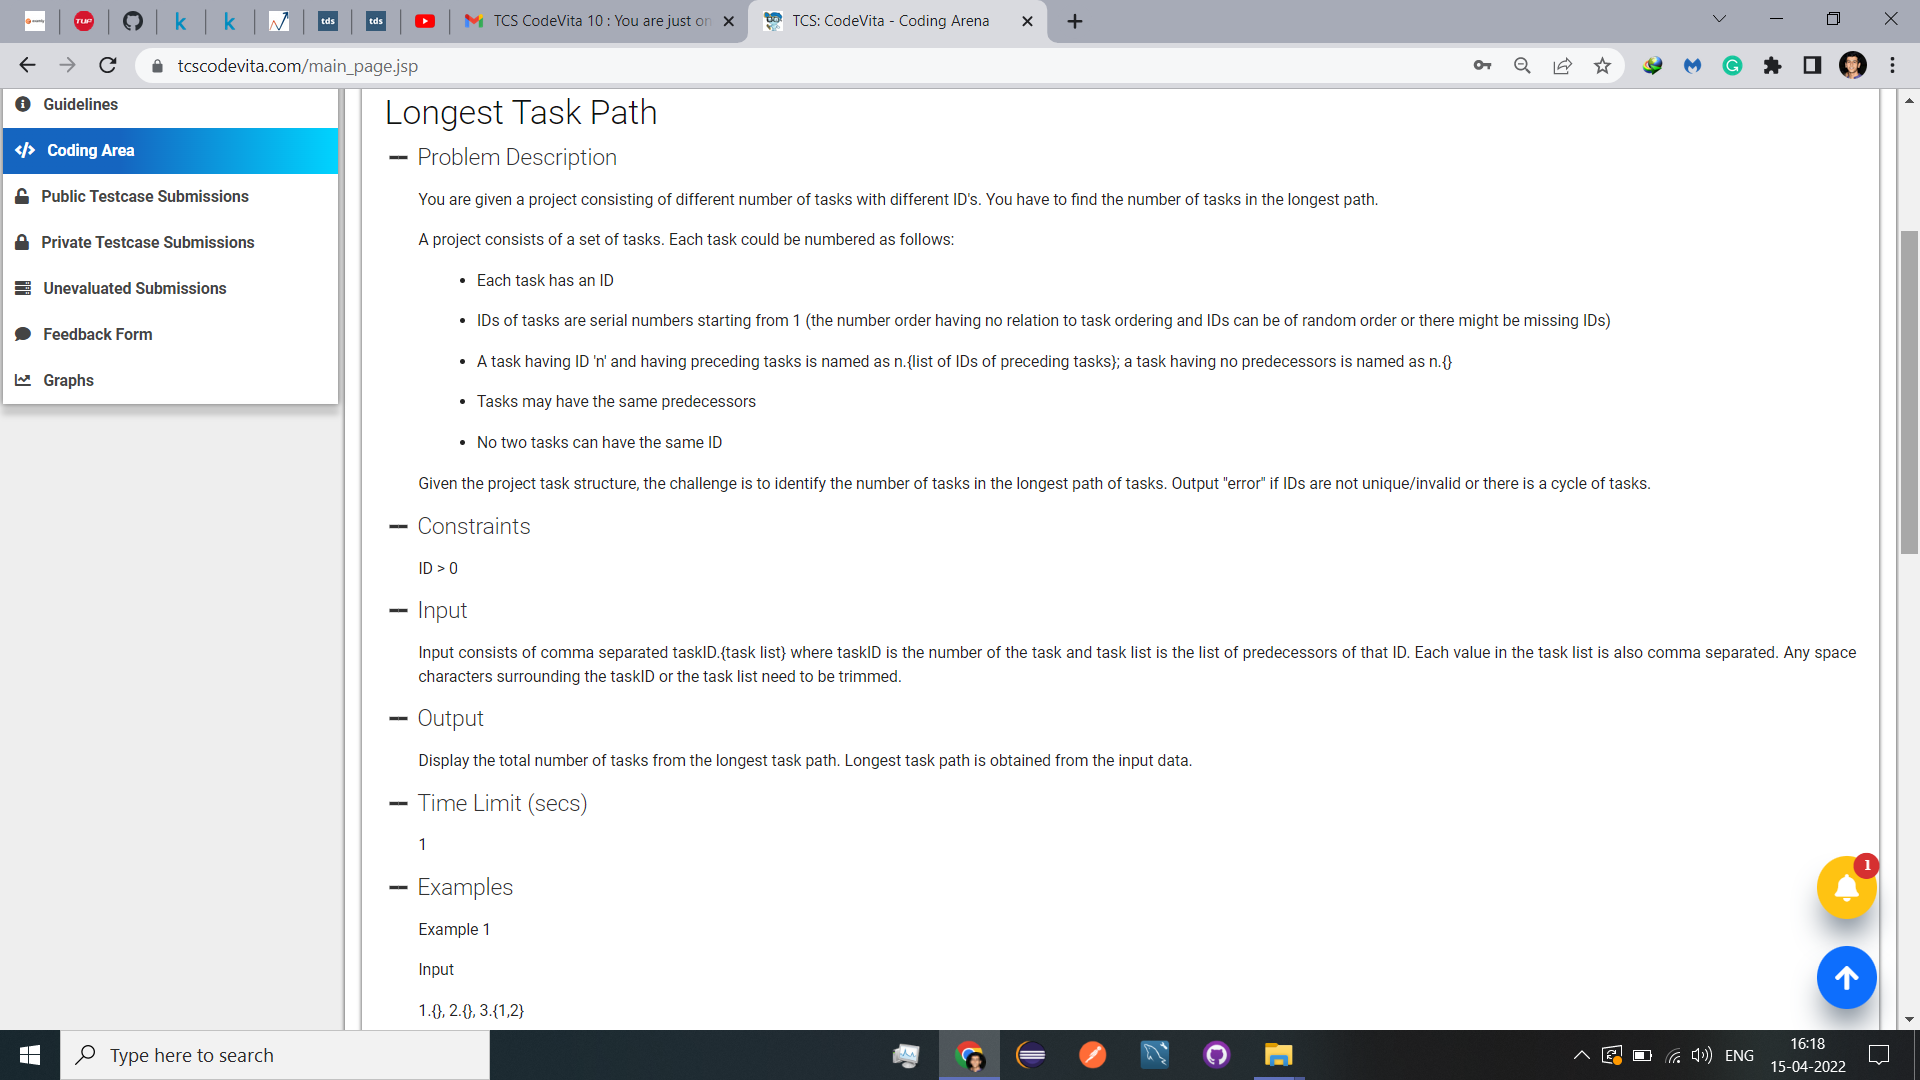 TUP
k
k
tds
tds
TCS CodeVita 10 : You are just on
TCS: CodeVita - Coding Arena
tcscodevita.com/main_page.jsp
Guidelines
Coding Area
Public Testcase Submissions
Private Testcase Submissions
Unevaluated Submissions
Feedback Form
Graphs
Longest Task Path
Problem Description
You are given a project consisting of different number of tasks with different ID's. You have to find the number of tasks in the longest path.
A project consists of a set of tasks. Each task could be numbered as follows:
• Each task has an ID
• IDs of tasks are serial numbers starting from 1 (the number order having no relation to task ordering and IDs can be of random order or there might be missing IDs)
• A task having ID 'n' and having preceding tasks is named as n.{list of IDs of preceding tasks}; a task having no predecessors is named as n.{}
• Tasks may have the same predecessors
• No two tasks can have the same ID
Given the project task structure, the challenge is to identify the number of tasks in the longest path of tasks. Output "error" if IDs are not unique/invalid or there is a cycle of tasks.
Constraints
ID > 0
Input
Input consists of comma separated taskID.{task list} where taskID is the number of the task and task list is the list of predecessors of that ID. Each value in the task list is also comma separated. Any space
characters surrounding the taskID or the task list need to be trimmed.
Output
Display the total number of tasks from the longest task path. Longest task path is obtained from the input data.
Time Limit (secs)
1
Examples
Example 1
Input
1.{}, 2.{}, 3.{1,2}
1
Type here to search
ENG
16:18
15-04-2022